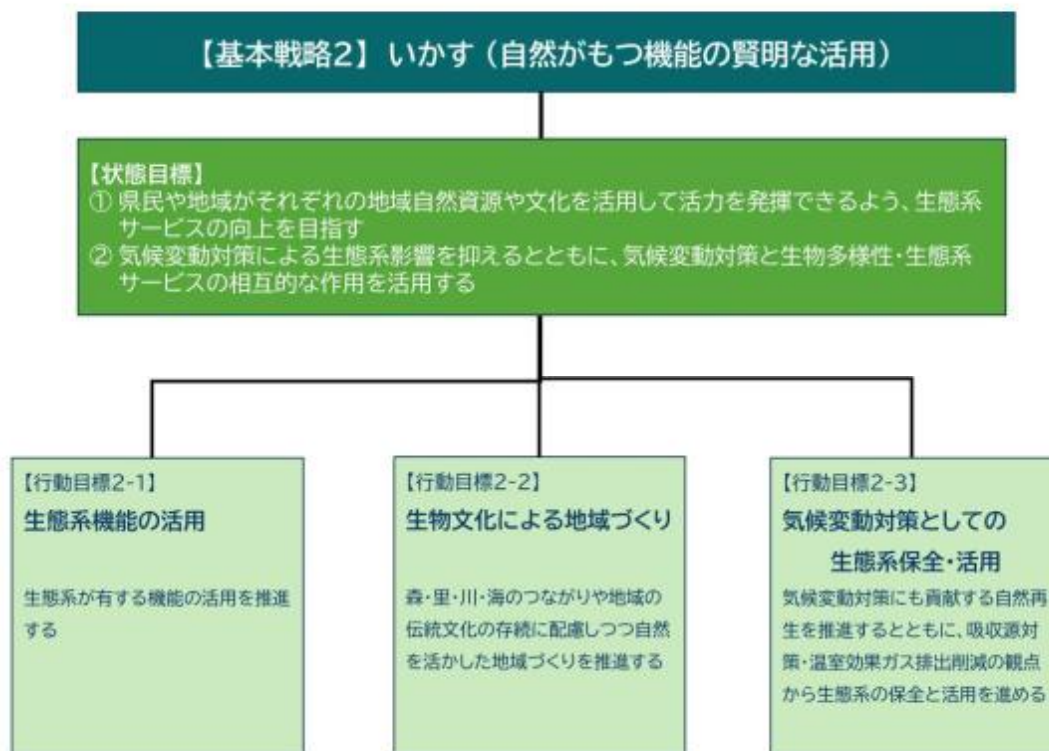 【基本戦略2】 いかす（自然がもつ機能の賢明な活用）
【状態目標】
① 県民や地域がそれぞれの地域自然資源や文化を活用して活力を発揮できるよう、生態系
サービスの向上を目指す
② 気候変動対策による生態系影響を抑えるとともに、気候変動対策と生物多様性・生態系
サービスの相互的な作用を活用する
【行動目標2-1】
生態系機能の活用
生態系が有する機能の活用を推進
する
【行動目標2-2】
生物文化による地域づくり
森・里・川・海のつながりや地域の
伝統文化の存続に配慮しつつ自然
を活かした地域づくりを推進する
【行動目標2-3】
気候変動対策としての
生態系保全・活用
気候変動対策にも貢献する自然再
生を推進するとともに、吸収源対
策・温室効果ガス排出削減の観点
から生態系の保全と活用を進める